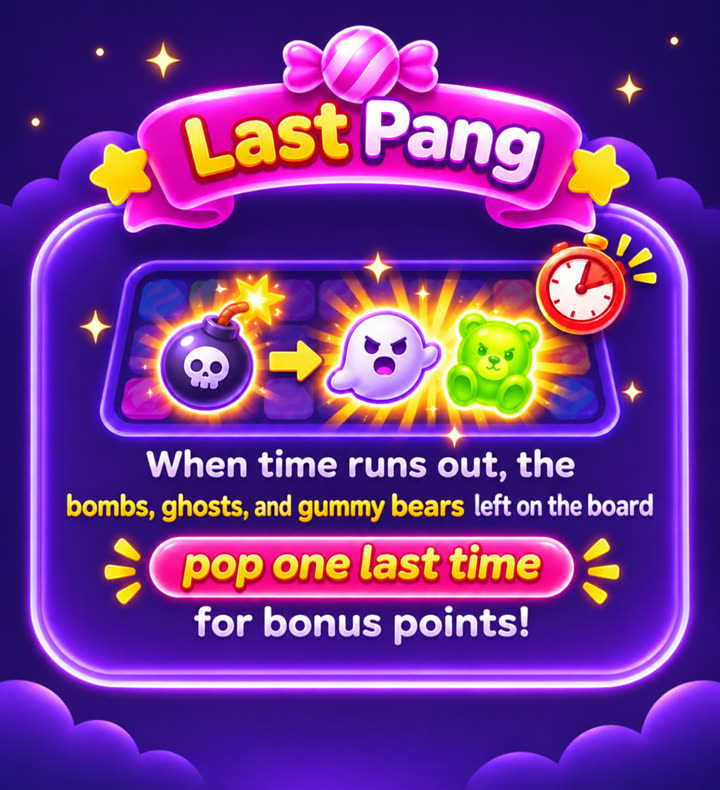 Last Pang
When time runs out, the
bombs, ghosts, and gummy bears left on the board
pop one last time
for bonus points!